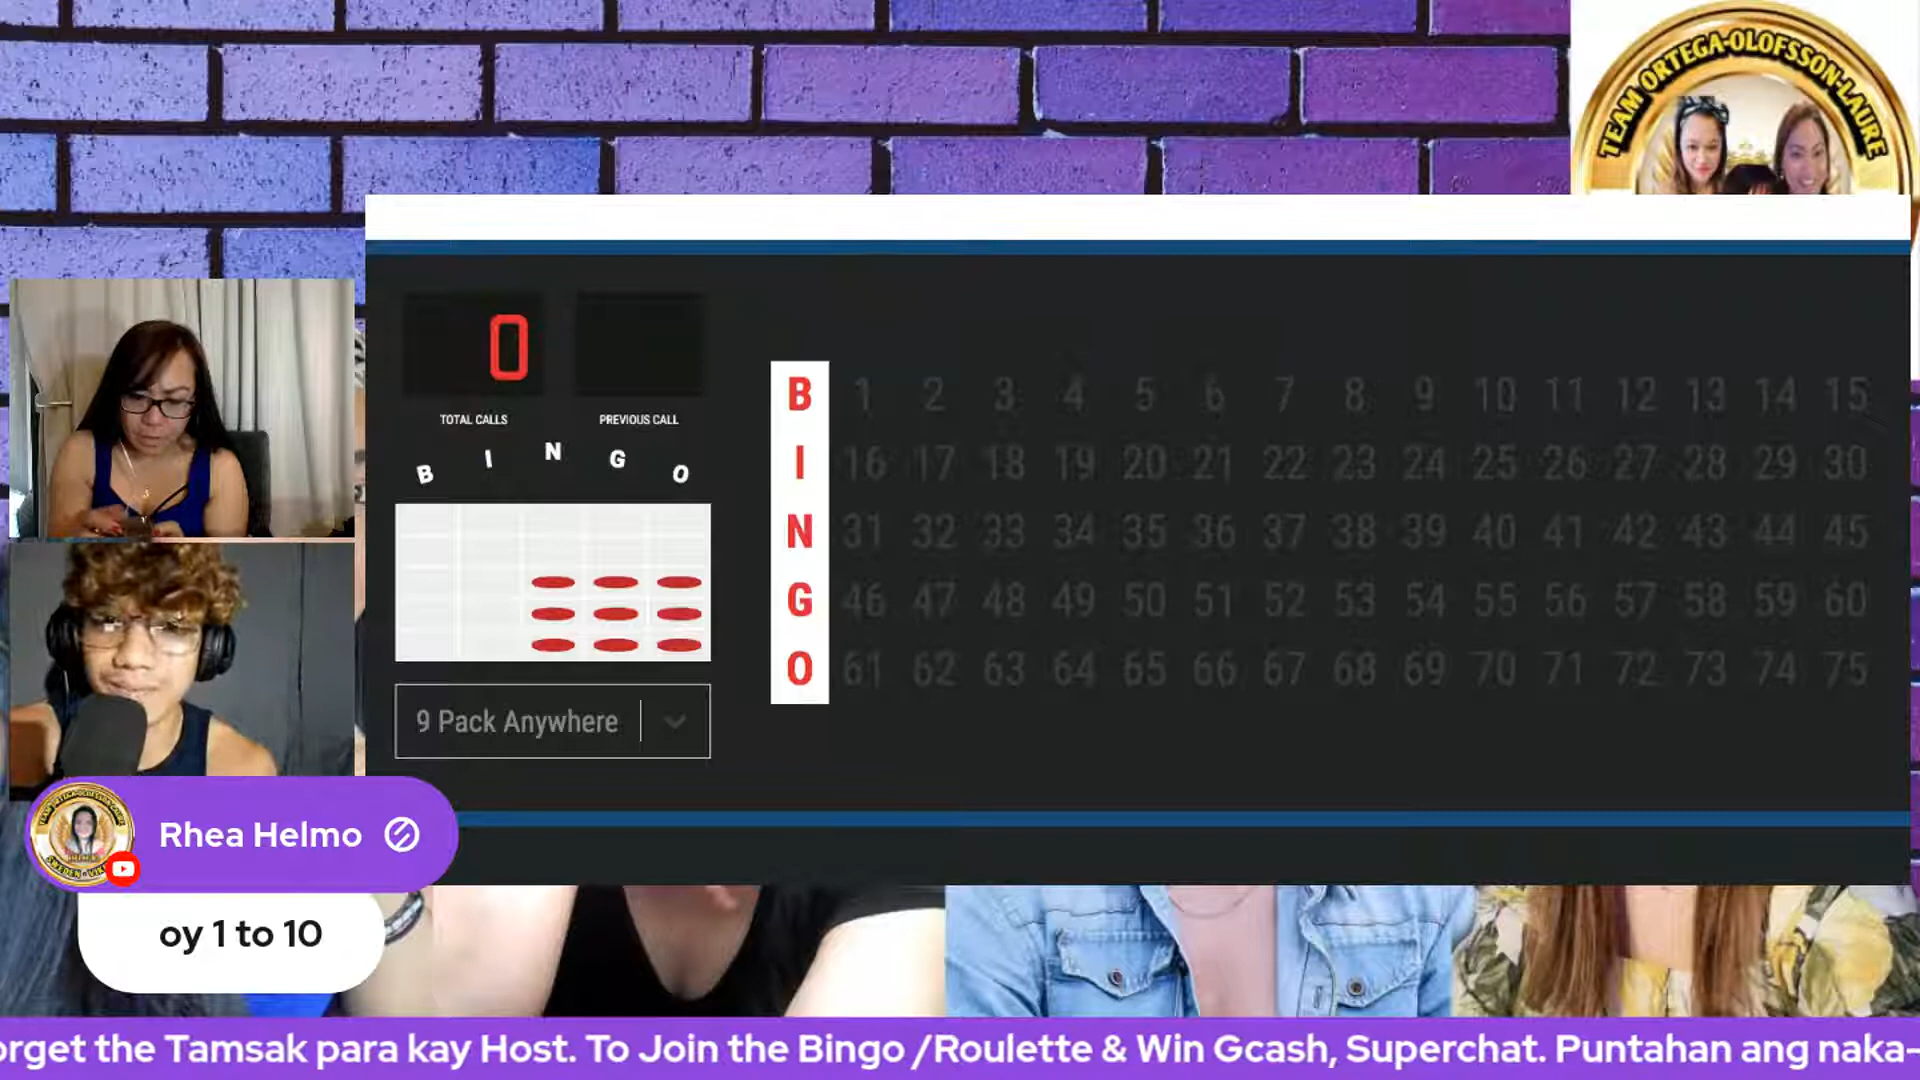 TEAM ORTEGA-OLOFSSON-LAURE
0
TOTAL CALLS
PREVIOUS CALL
B I N G O
9 Pack Anywhere
B 1 2 3 4 5 6 7 8 9 10 11 12 13 14 15
I 16 17 18 19 20 21 22 23 24 25 26 27 28 29 30
N 31 32 33 34 35 36 37 38 39 40 41 42 43 44 45
G 46 47 48 49 50 51 52 53 54 55 56 57 58 59 60
O 61 62 63 64 65 66 67 68 69 70 71 72 73 74 75
Rhea Helmo
oy 1 to 10
orget the Tamsak para kay Host. To Join the Bingo /Roulette & Win Gcash, Superchat. Puntahan ang naka-